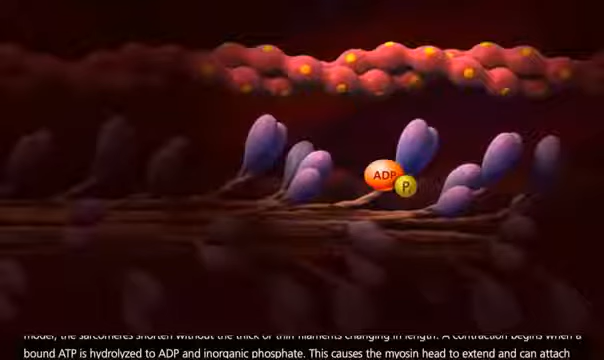 ADP
Pi
model, the sarcomeres shorten without the thick or thin filaments changing in length. A contraction begins when a
bound ATP is hydrolyzed to ADP and inorganic phosphate. This causes the myosin head to extend and can attach